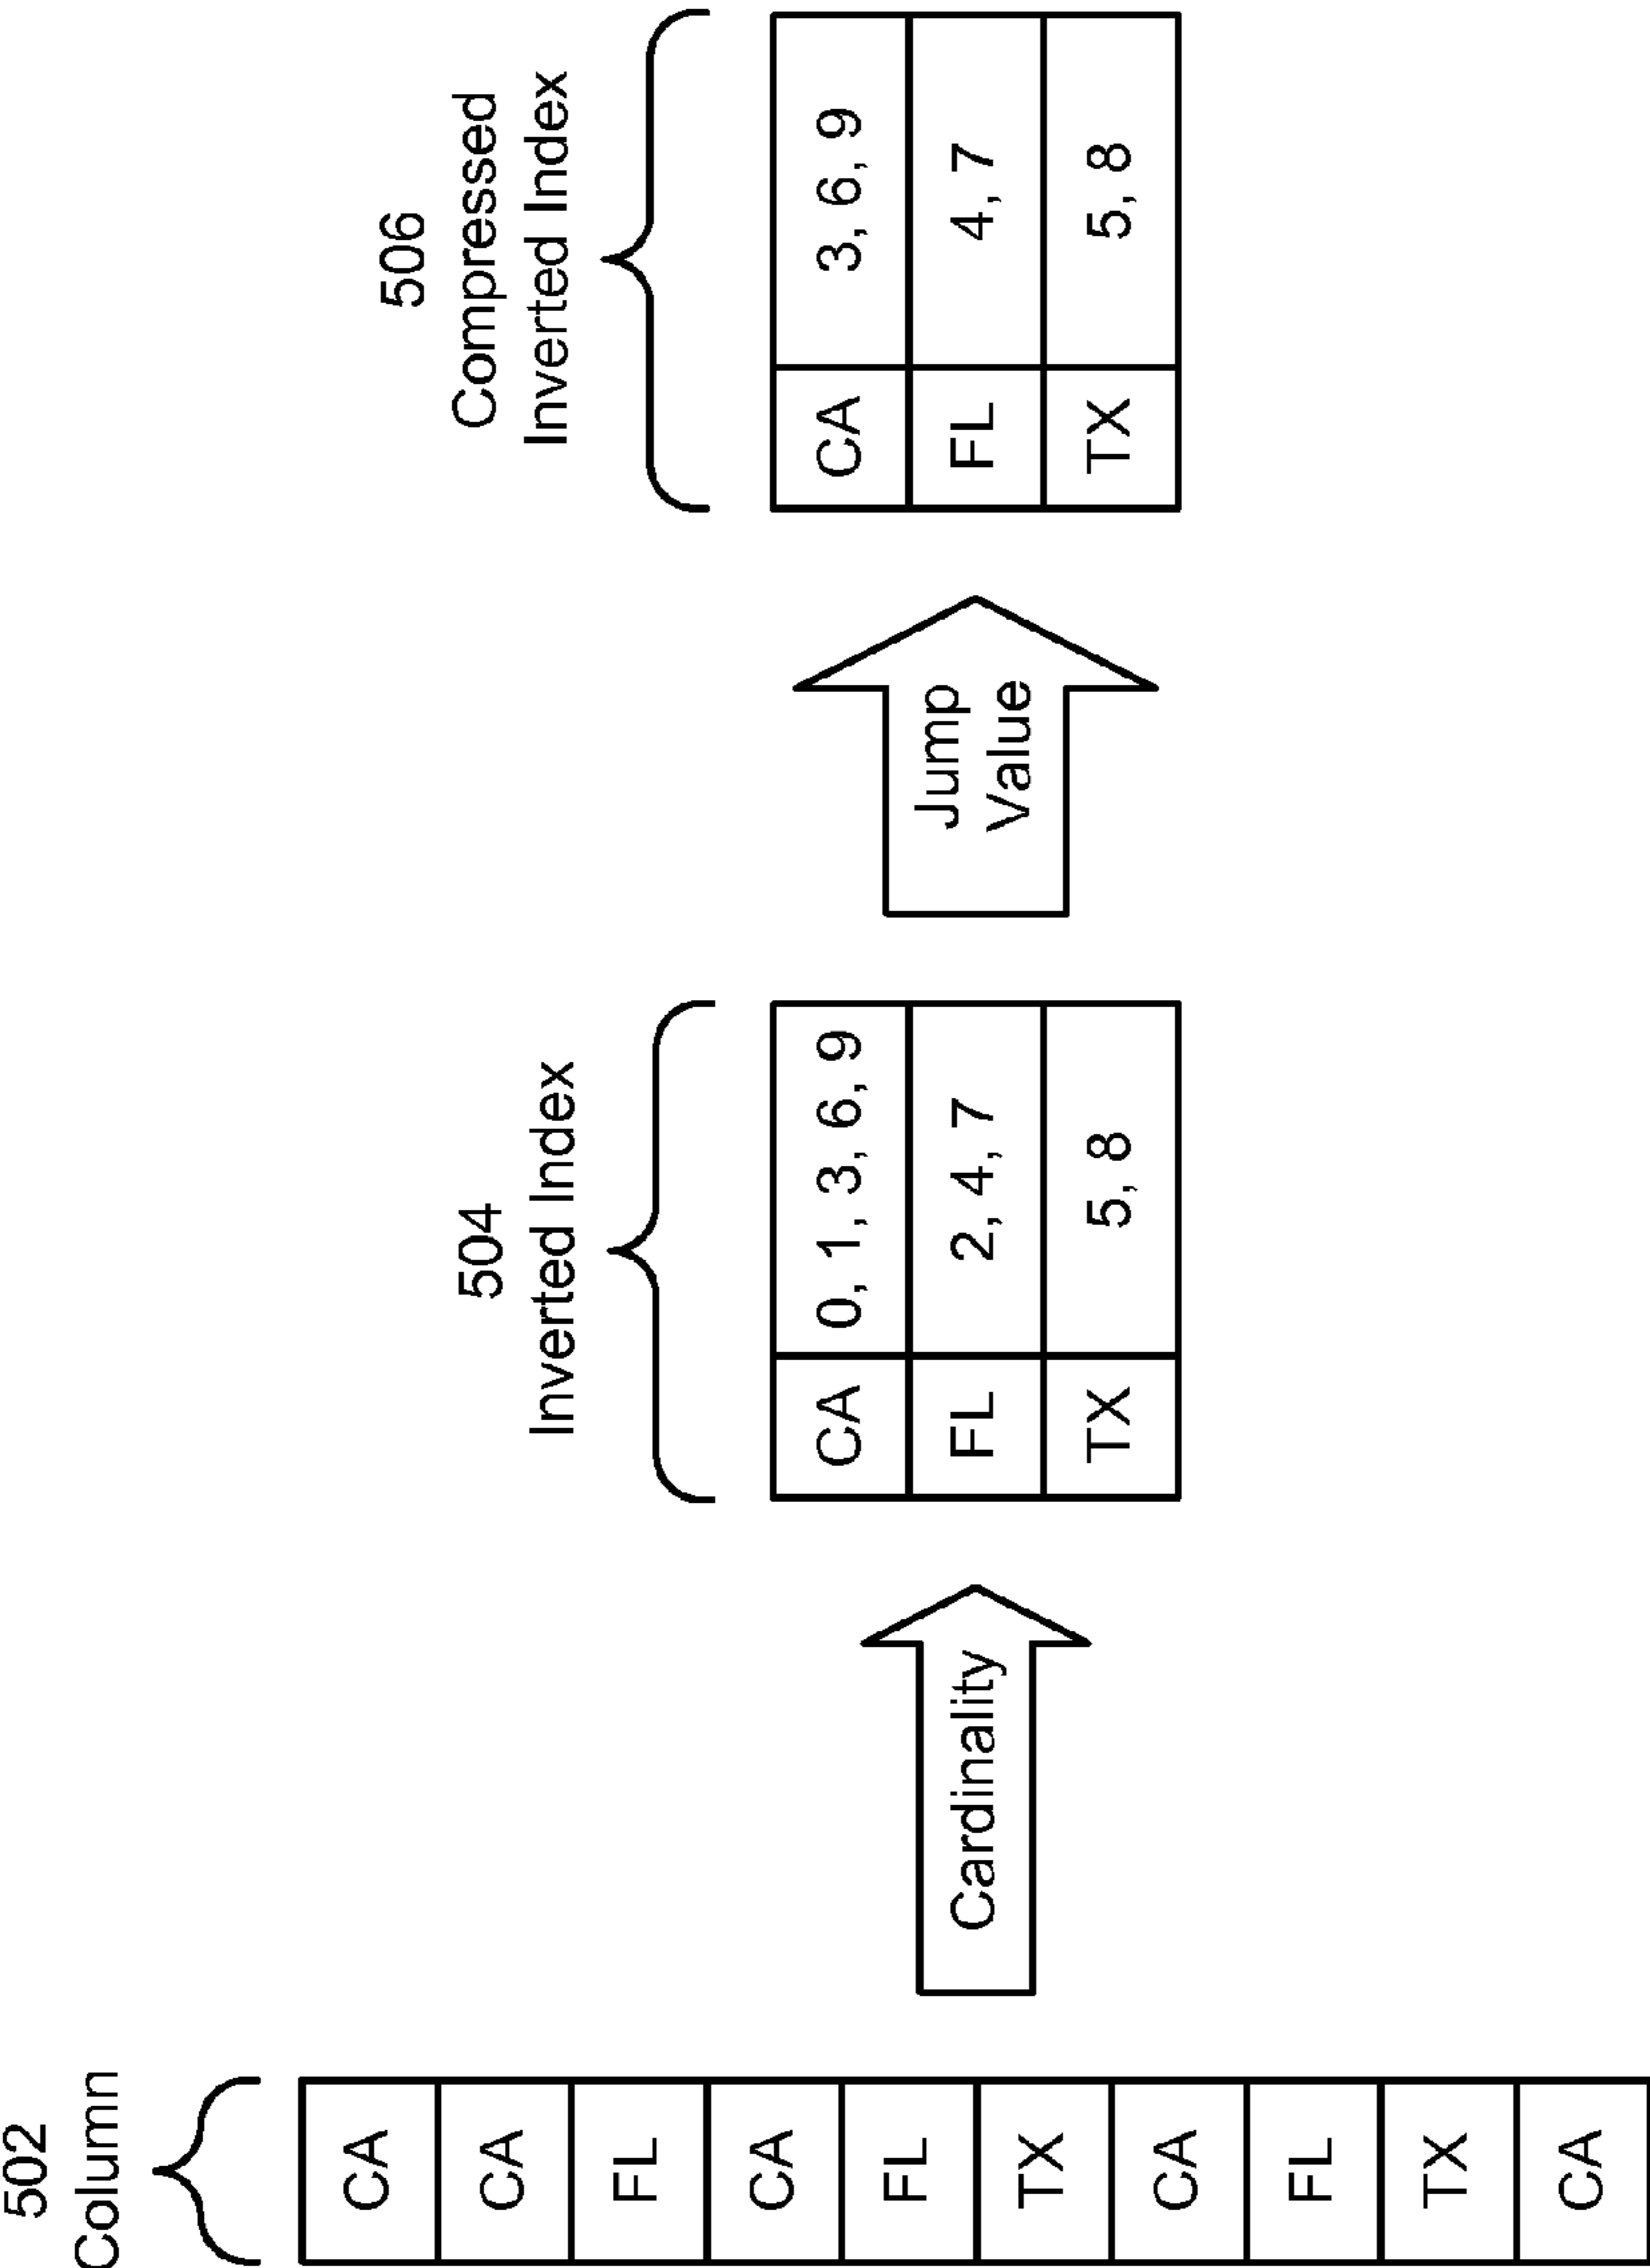 502
Column
CA
CA
FL
CA
FL
TX
CA
FL
TX
CA
Cardinality
504
Inverted Index
CA 0, 1, 3, 6, 9
FL 2, 4, 7
TX 5, 8
Jump
Value
506
Compressed
Inverted Index
CA 3, 6, 9
FL 4, 7
TX 5, 8